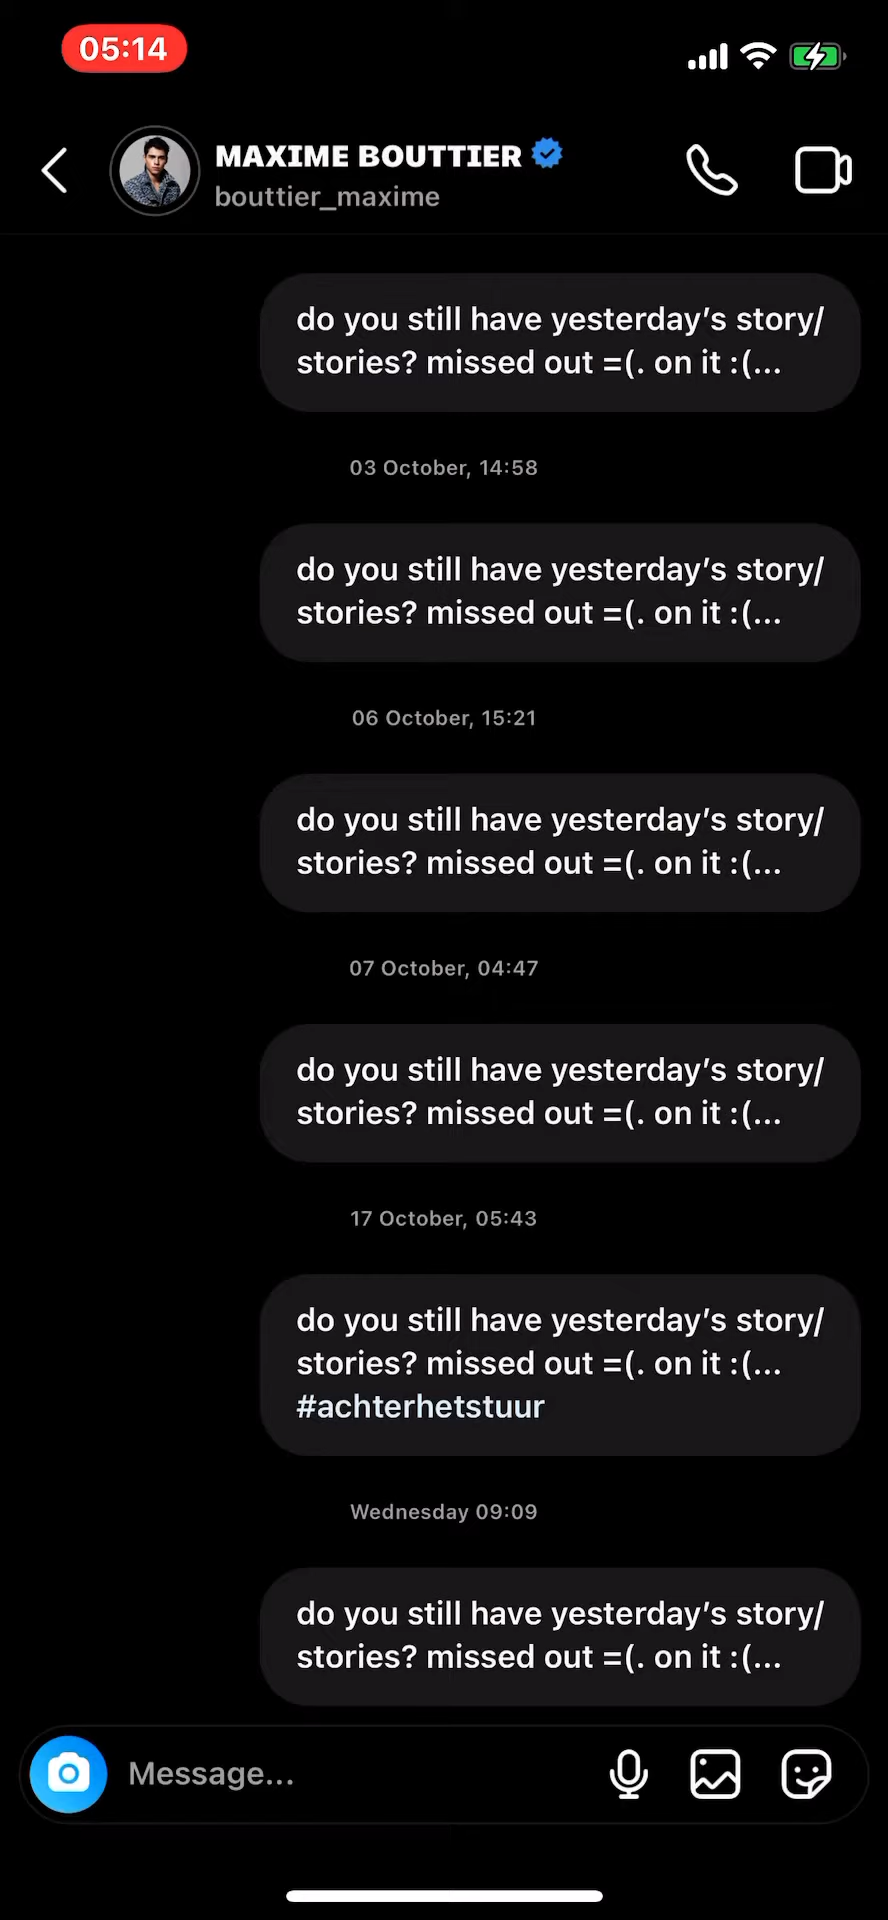 05:14
MAXIME BOUTTIER
bouttier_maxime
do you still have yesterday’s story/
stories? missed out =(. on it :(...
03 October, 14:58
do you still have yesterday’s story/
stories? missed out =(. on it :(...
06 October, 15:21
do you still have yesterday’s story/
stories? missed out =(. on it :(...
07 October, 04:47
do you still have yesterday’s story/
stories? missed out =(. on it :(...
17 October, 05:43
do you still have yesterday’s story/
stories? missed out =(. on it :(...
#achterhetstuur
Wednesday 09:09
do you still have yesterday’s story/
stories? missed out =(. on it :(...
Message...